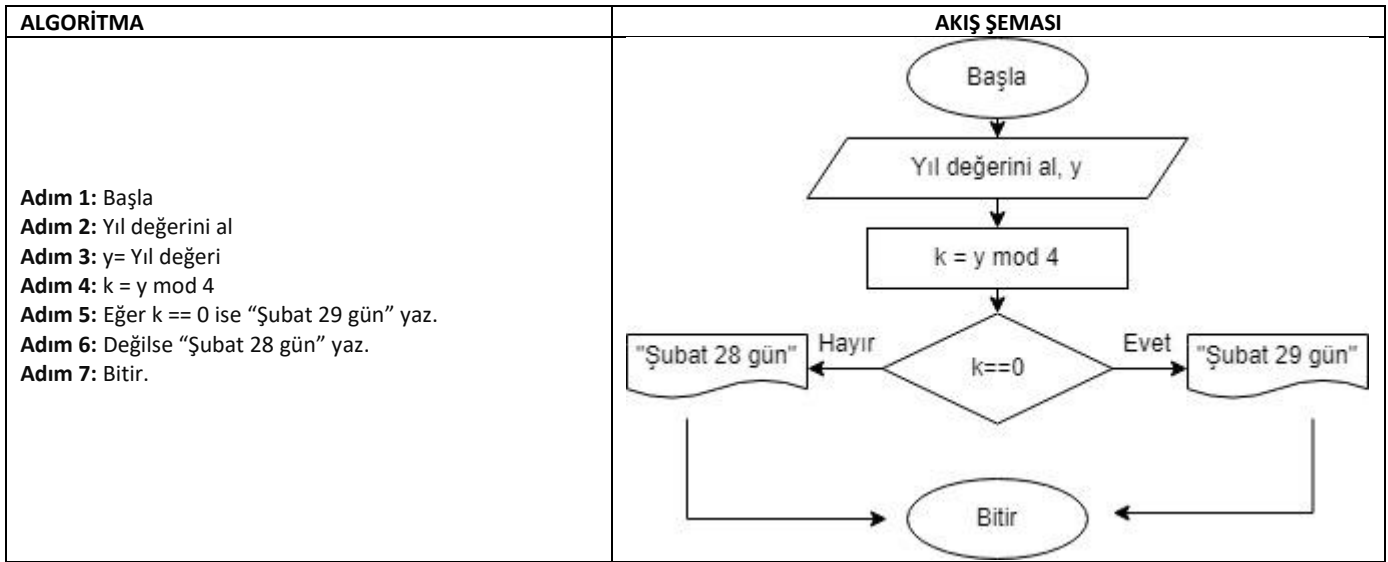 ALGORİTMA
AKIŞ ŞEMASI
Adım 1: Başla
Adım 2: Yıl değerini al
Adım 3: y= Yıl değeri
Adım 4: k = y mod 4
Adım 5: Eğer k == 0 ise “Şubat 29 gün” yaz.
Adım 6: Değilse “Şubat 28 gün” yaz.
Adım 7: Bitir.
Başla
Yıl değerini al, y
k = y mod 4
k==0
Hayır
"Şubat 28 gün"
Evet
"Şubat 29 gün"
Bitir